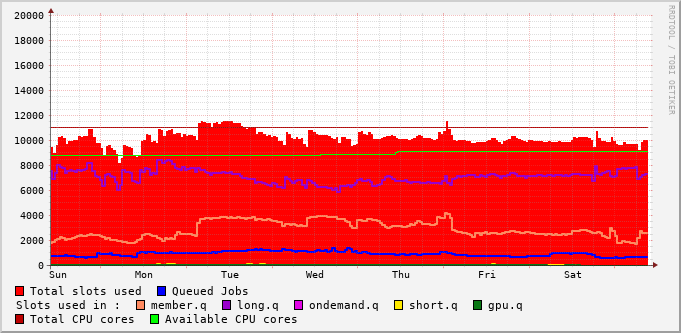 RRDTOOL / TOBI OETIKER
20000
18000
16000
14000
12000
10000
8000
6000
4000
2000
0
Sun Mon Tue Wed Thu Fri Sat
Total slots used Queued Jobs
Slots used in : member.q long.q ondemand.q short.q gpu.q
Total CPU cores Available CPU cores